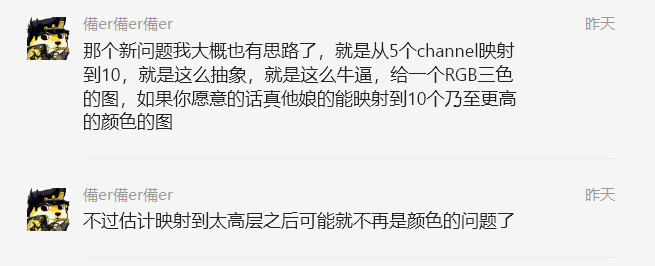 備er備er備er
昨天
那个新问题我大概也有思路了，就是从5个channel映射
到10，就是这么抽象，就是这么牛逼，给一个RGB三色
的图，如果你愿意的话真他娘的能映射到10个乃至更高
的颜色的图
備er備er備er
昨天
不过估计映射到太高层之后可能就不再是颜色的问题了